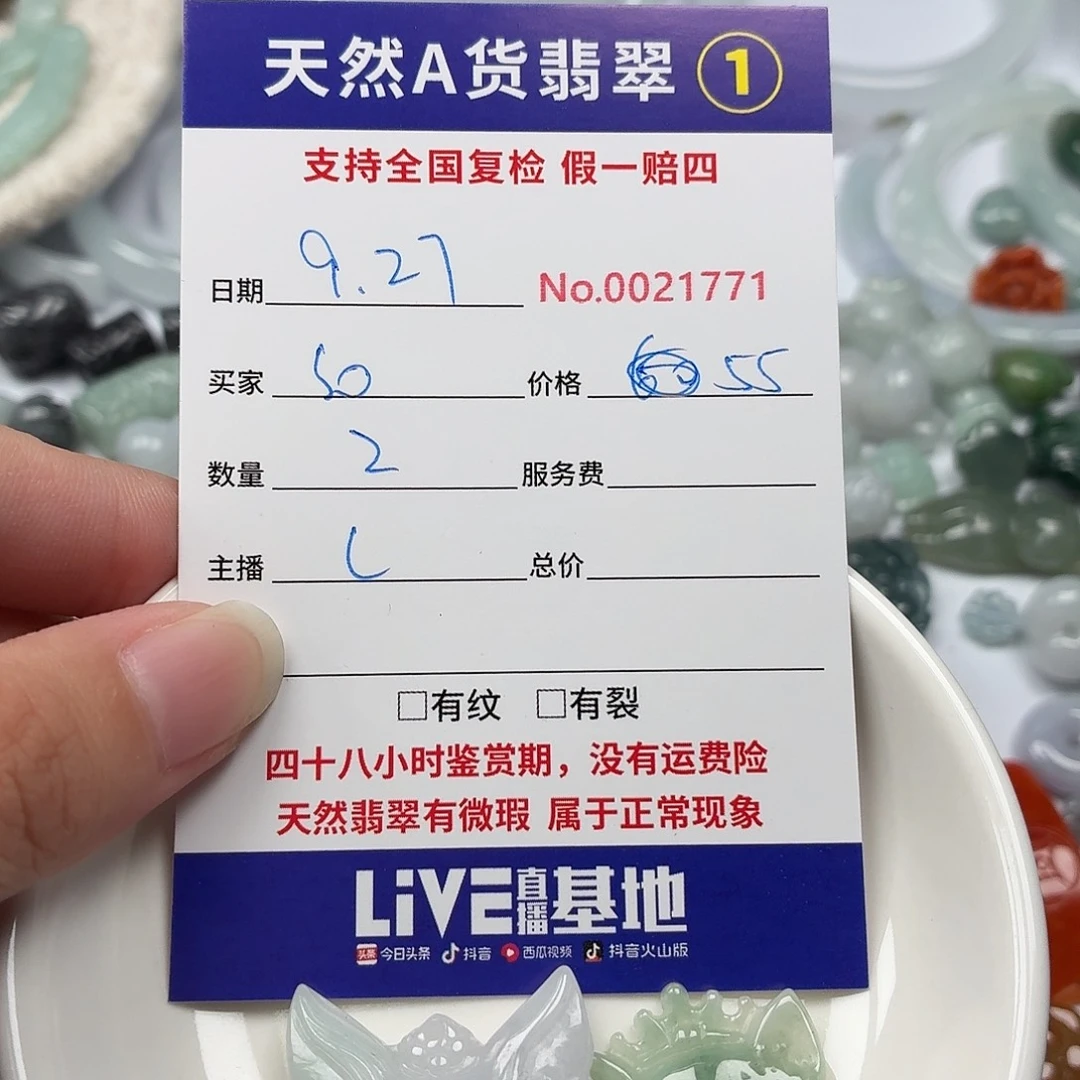 天然A货翡翠 1
支持全国复检 假一赔四
日期 9.27 No.0021771
买家 50 价格 55
数量 2 服务费
主播 L 总价
□有纹 □有裂
四十八小时鉴赏期，没有运费险
天然翡翠有微瑕 属于正常现象
LiVE直播基地
头条 今日头条 抖音 西瓜视频 抖音火山版